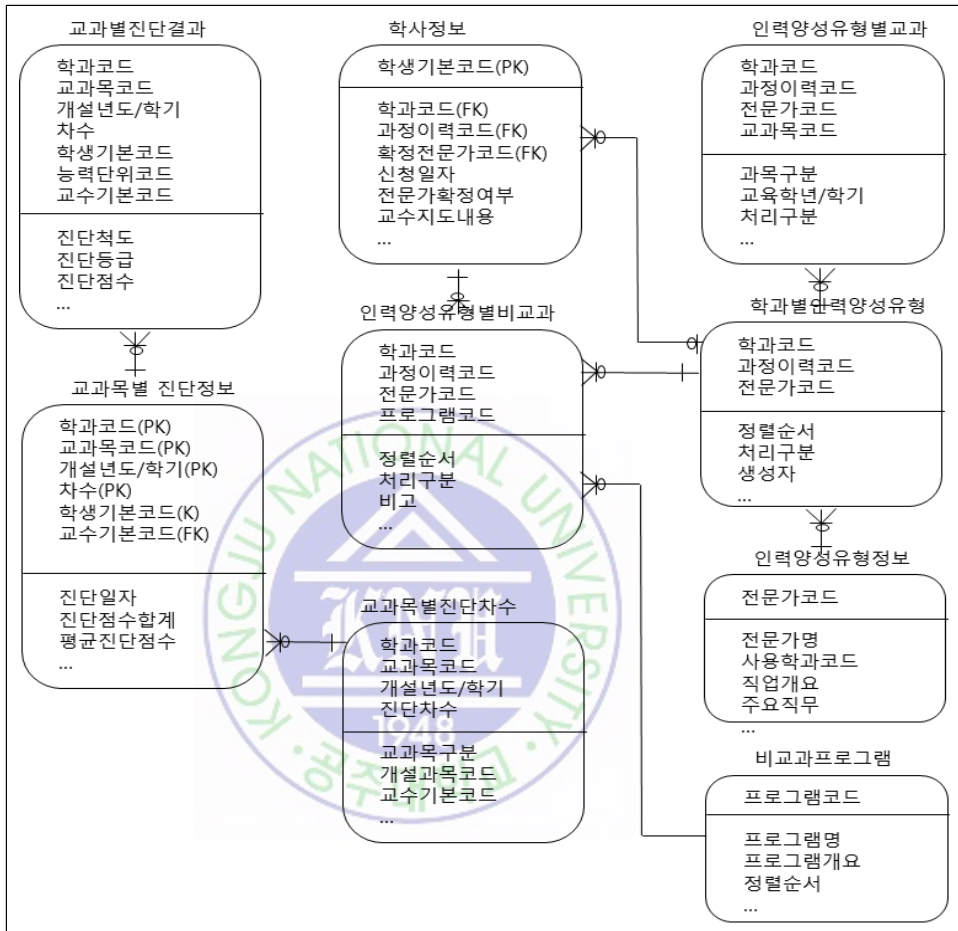 교과별진단결과
학과코드
교과목코드
개설년도/학기
차수
학생기본코드
능력단위코드
교수기본코드
진단척도
진단등급
진단점수
...
학사정보
학생기본코드(PK)
학과코드(FK)
과정이력코드(FK)
확정전문가코드(FK)
신청일자
전문가확정여부
교수지도내용
...
인력양성유형별교과
학과코드
과정이력코드
전문가코드
교과목코드
과목구분
교육학년/학기
처리구분
...
교과목별 진단정보
학과코드(PK)
교과목코드(PK)
개설년도/학기(PK)
차수(PK)
학생기본코드(K)
교수기본코드(FK)
진단일자
진단점수합계
평균진단점수
...
인력양성유형별비교과
학과코드
과정이력코드
전문가코드
프로그램코드
정렬순서
처리구분
비고
...
학과별인력양성유형
학과코드
과정이력코드
전문가코드
정렬순서
처리구분
생성자
...
교과목별진단차수
학과코드
교과목코드
개설년도/학기
진단차수
교과목구분
개설과목코드
교수기본코드
...
인력양성유형정보
전문가코드
전문가명
사용학과코드
직업개요
주요직무
...
비교과프로그램
프로그램코드
프로그램명
프로그램개요
정렬순서
...
KONGJU NATIONAL UNIVERSITY
KNU
1948
공주대학교